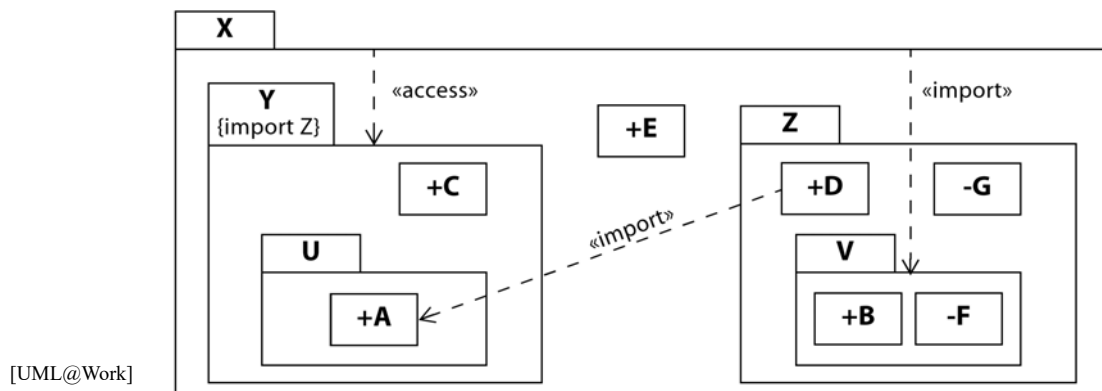 X
«access»
«import»
Y
{import Z}
+E
Z
+C
+D
-G
«import»
U
V
+A
+B
-F
[UML@Work]